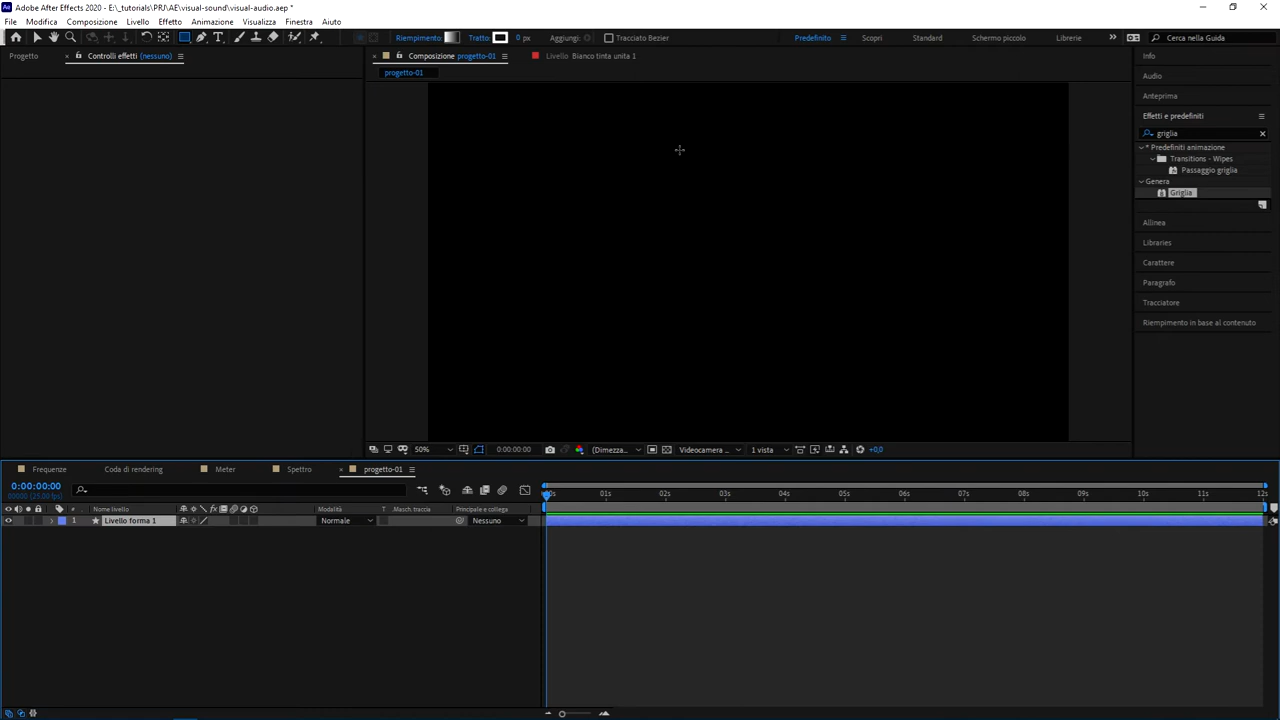 Adobe After Effects 2020 - E:\_tutorials\PRJ\AE\visual-sound\visual-audio.aep *
File Modifica Composizione Livello Effetto Animazione Visualizza Finestra Aiuto
Riempimento: Tratto: 0 px Aggiungi: Tracciato Bezier Predefinito Standard Scopri Schermo piccolo Librerie Cerca nella Guida
Progetto Controlli effetti (nessuno) Composizione progetto-01 Livello Bianco tinta unita 1 Info
progetto-01
Audio
Anteprima
Effetti e predefiniti
griglia
* Predefiniti animazione
Transitions - Wipes
Passaggio griglia
Genera
Griglia
Allinea
Libraries
Carattere
Paragrafo
Tracciatore
Riempimento in base al contenuto
50% 0:00:00:00 (Dimezza... Videocamera ... 1 vista +0,0
Frequenze Coda di rendering Meter Spettro progetto-01
0:00:00:00
00000 (25.00 fps)
01s 02s 03s 04s 05s 06s 07s 08s 09s 10s 11s 12s
# Nome livello fx Modalità T .Masch. traccia Principale e collega
1 Livello forma 1 Normale Nessuno